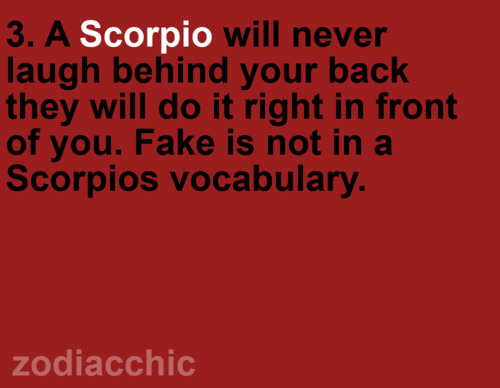 3. A Scorpio will never
laugh behind your back
they will do it right in front
of you. Fake is not in a
Scorpios vocabulary.
zodiacchic